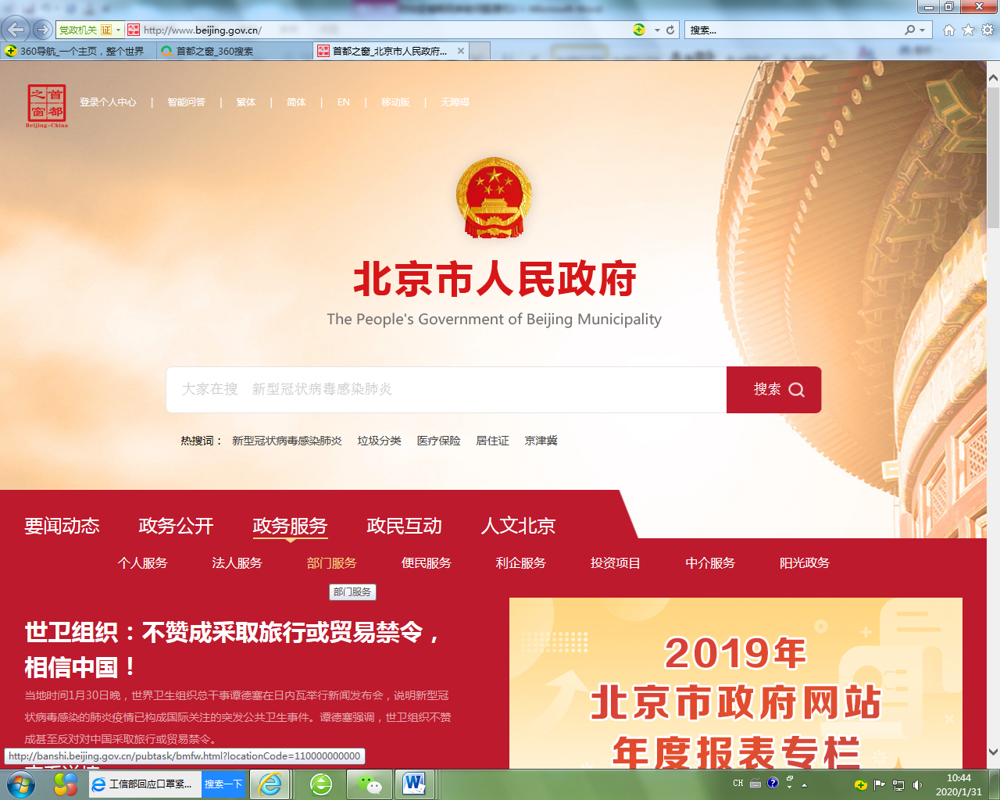 党政机关 证 http://www.beijing.gov.cn/ 搜索...
360导航_一个主页，整个世界 首都之窗_360搜索 首都之窗_北京市人民政府...
首都之窗
Beijing-China
登录个人中心 | 智能问答 | 繁体 | 简体 | EN | 移动版 | 无障碍
北京市人民政府
The People's Government of Beijing Municipality
大家在搜 新型冠状病毒感染肺炎 搜索
热搜词： 新型冠状病毒感染肺炎 垃圾分类 医疗保险 居住证 京津冀
要闻动态 政务公开 政务服务 政民互动 人文北京
个人服务 法人服务 部门服务 便民服务 利企服务 投资项目 中介服务 阳光政务
部门服务
世卫组织：不赞成采取旅行或贸易禁令，
相信中国！
当地时间1月30日晚，世界卫生组织总干事谭德塞在日内瓦举行新闻发布会，说明新型冠
状病毒感染的肺炎疫情已构成国际关注的突发公共卫生事件。谭德塞强调，世卫组织不赞
成甚至反对对中国采取旅行或贸易禁令。
2019年
北京市政府网站
年度报表专栏
http://banshi.beijing.gov.cn/pubtask/bmfw.html?locationCode=110000000000
工信部回应口罩紧... 搜索一下
CH
10:44
2020/1/31